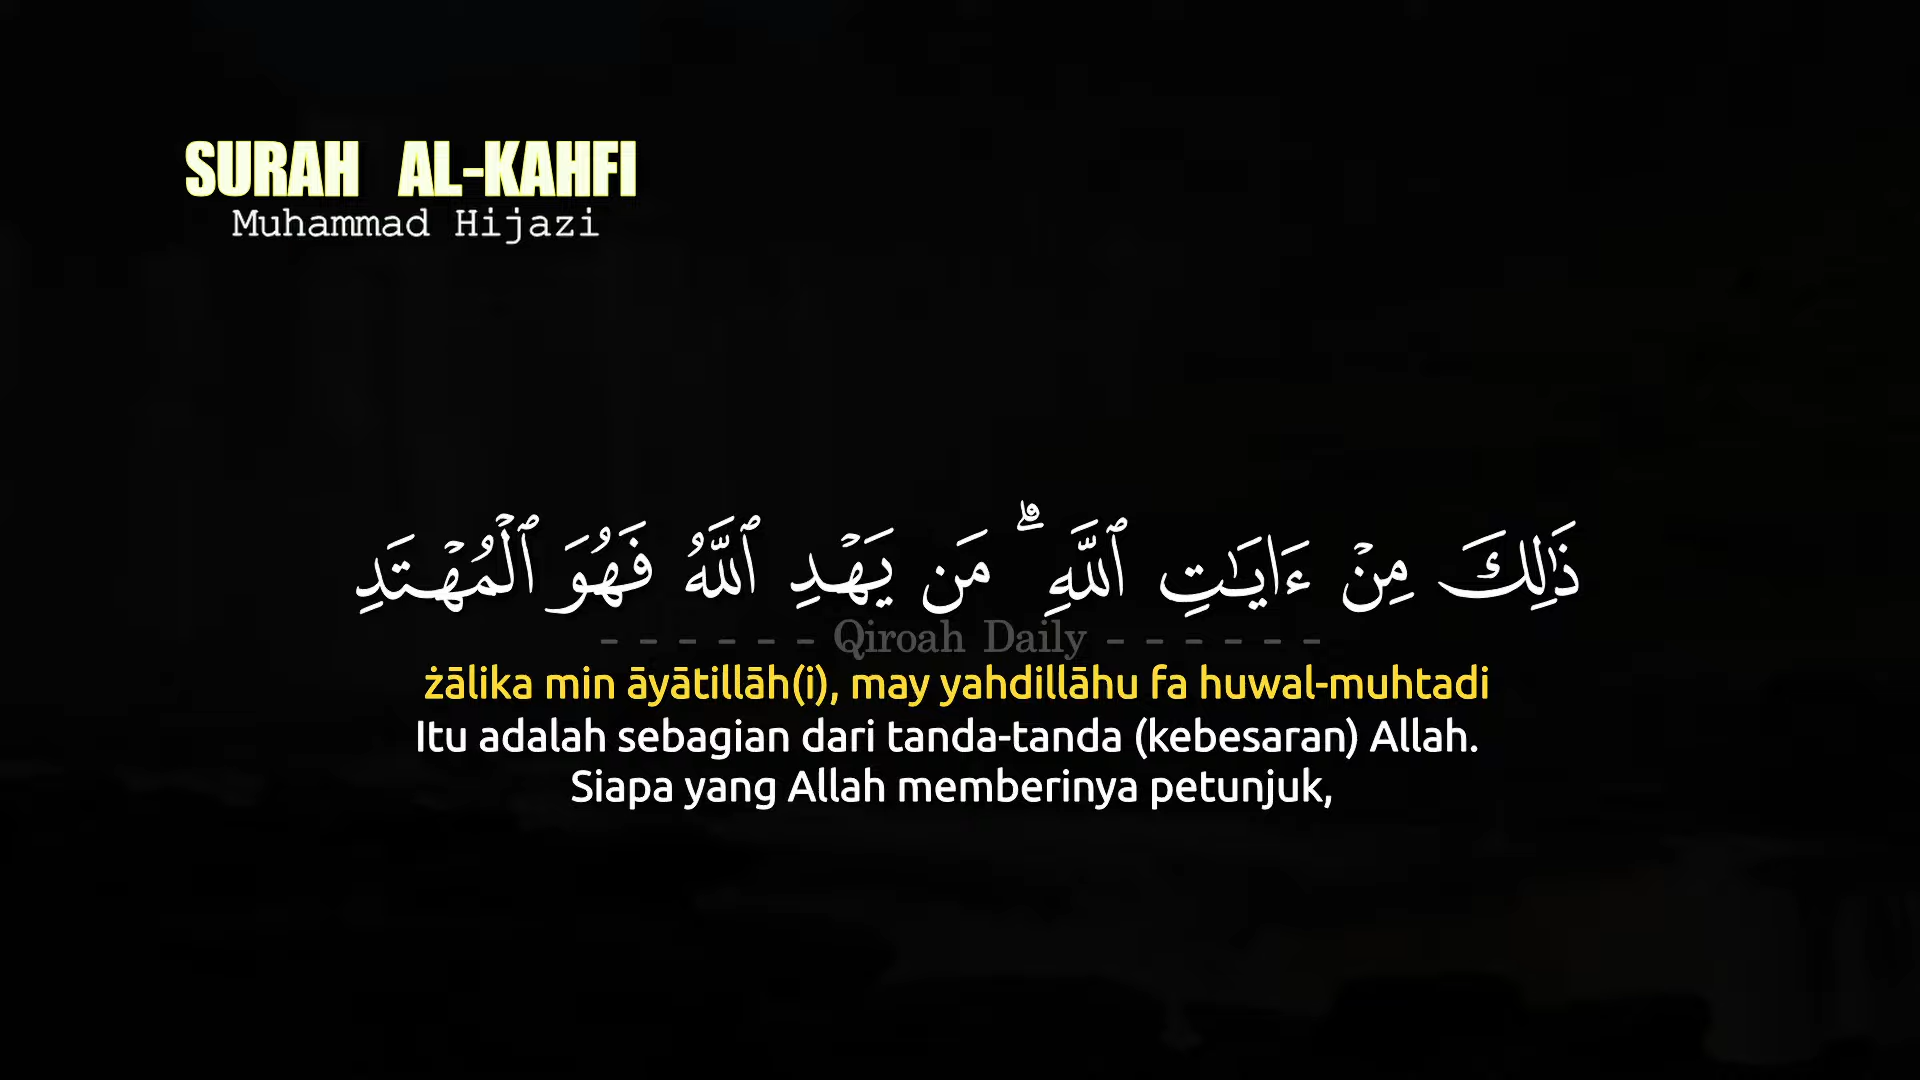 SURAH AL-KAHFI
Muhammad Hijazi
ذَٰلِكَ مِنْ ءَايَـٰتِ ٱللَّهِ ۗ مَن يَهْدِ ٱللَّهُ فَهُوَ ٱلْمُهْتَدِ
- - - - - - Qiroah Daily - - - - - -
żālika min āyātillāh(i), may yahdillāhu fa huwal-muhtadi
Itu adalah sebagian dari tanda-tanda (kebesaran) Allah.
Siapa yang Allah memberinya petunjuk,